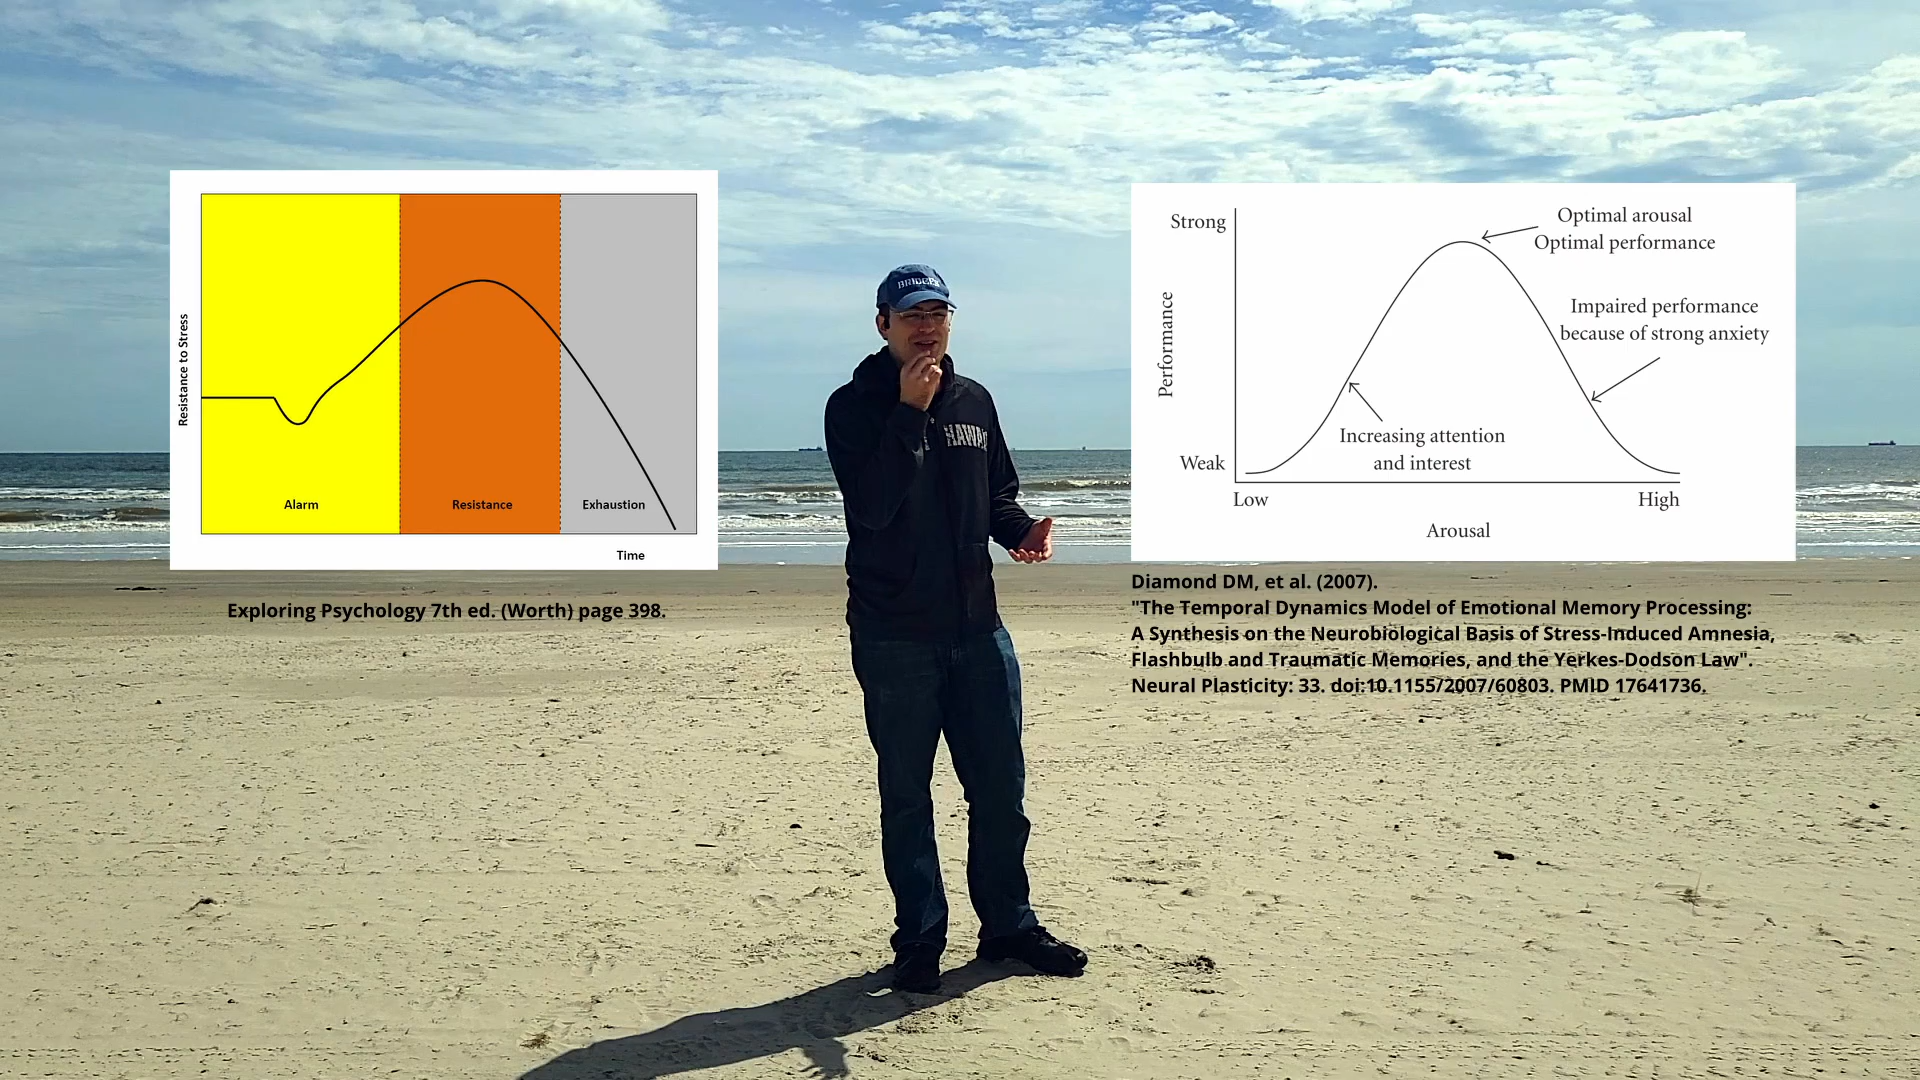 Resistance to Stress
Alarm
Resistance
Exhaustion
Time
Exploring Psychology 7th ed. (Worth) page 398.
BRIDGES
HAWAI
Strong
Performance
Weak
Optimal arousal
Optimal performance
Impaired performance
because of strong anxiety
Increasing attention
and interest
Low
High
Arousal
Diamond DM, et al. (2007).
"The Temporal Dynamics Model of Emotional Memory Processing:
A Synthesis on the Neurobiological Basis of Stress-Induced Amnesia,
Flashbulb and Traumatic Memories, and the Yerkes-Dodson Law".
Neural Plasticity: 33. doi:10.1155/2007/60803. PMID 17641736.